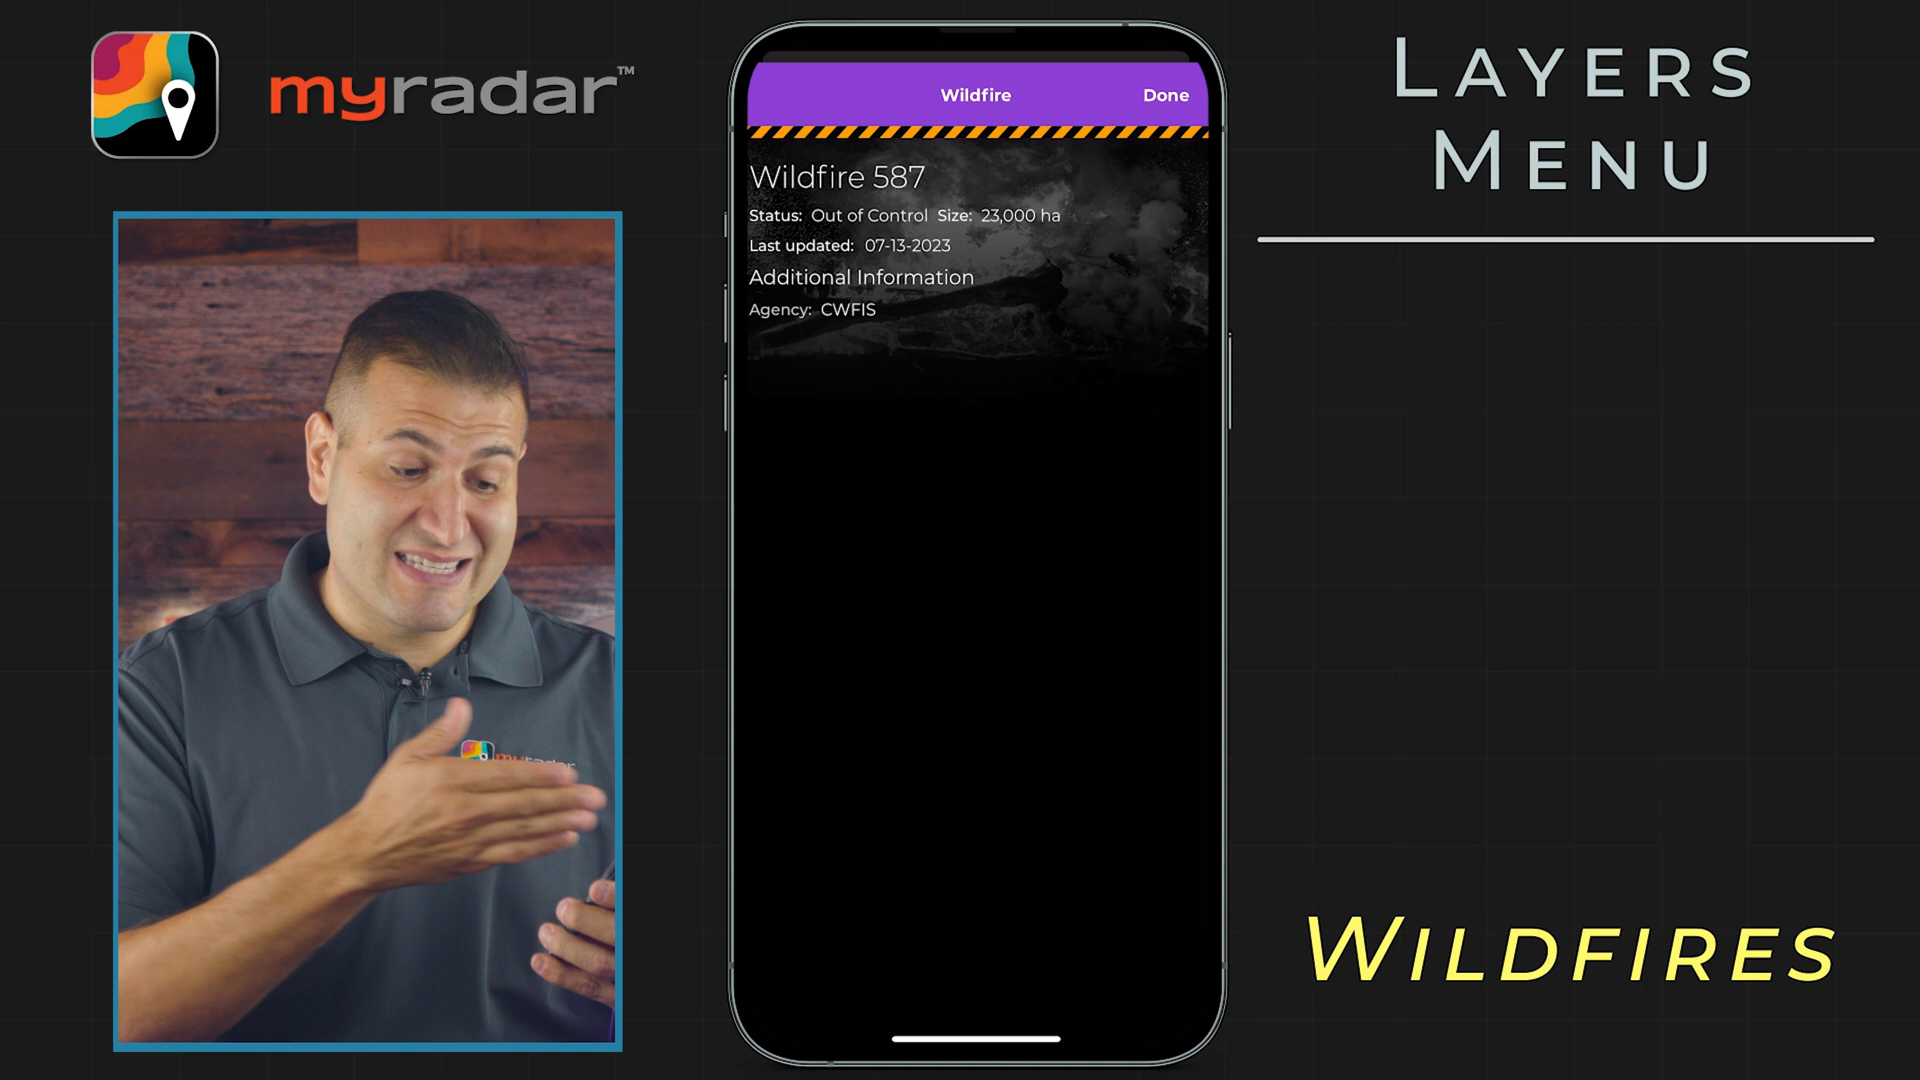 myradar™
Wildfire
Done
Wildfire 587
Status: Out of Control Size: 23,000 ha
Last updated: 07-13-2023
Additional Information
Agency: CWFIS
LAYERS
MENU
myradar
WILDFIRES